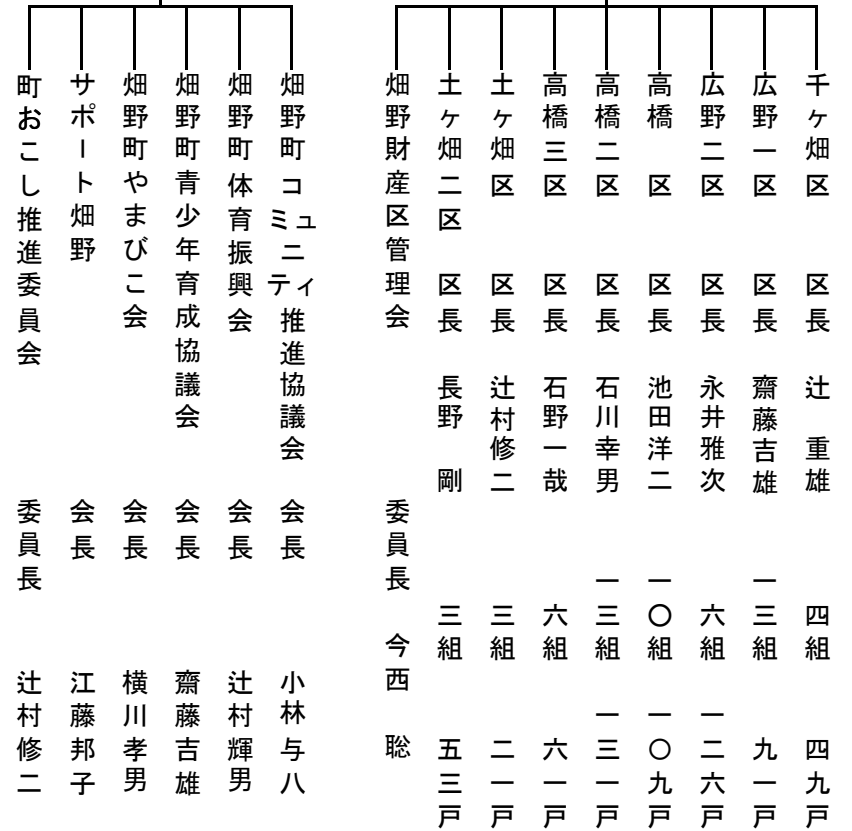 千ヶ畑区 区長 辻 重雄 四組 四九戸
広野一区 区長 齋藤吉雄 一三組 九一戸
広野二区 区長 永井雅次 六組 一二六戸
高橋 区 区長 池田洋二 一〇組 一〇九戸
高橋二区 区長 石川幸男 一三組 一三一戸
高橋三区 区長 石野一哉 六組 六一戸
土ヶ畑区 区長 辻村修二 三組 二一戸
土ヶ畑二区 区長 長野 剛 三組 五三戸
畑野財産区管理会 委員長 今西 聡
畑野町コミュニティ推進協議会 会長 小林与八
畑野町体育振興会 会長 辻村輝男
畑野町青少年育成協議会 会長 齋藤吉雄
畑野町やまびこ会 会長 横川孝男
サポート畑野 会長 江藤邦子
町おこし推進委員会 委員長 辻村修二